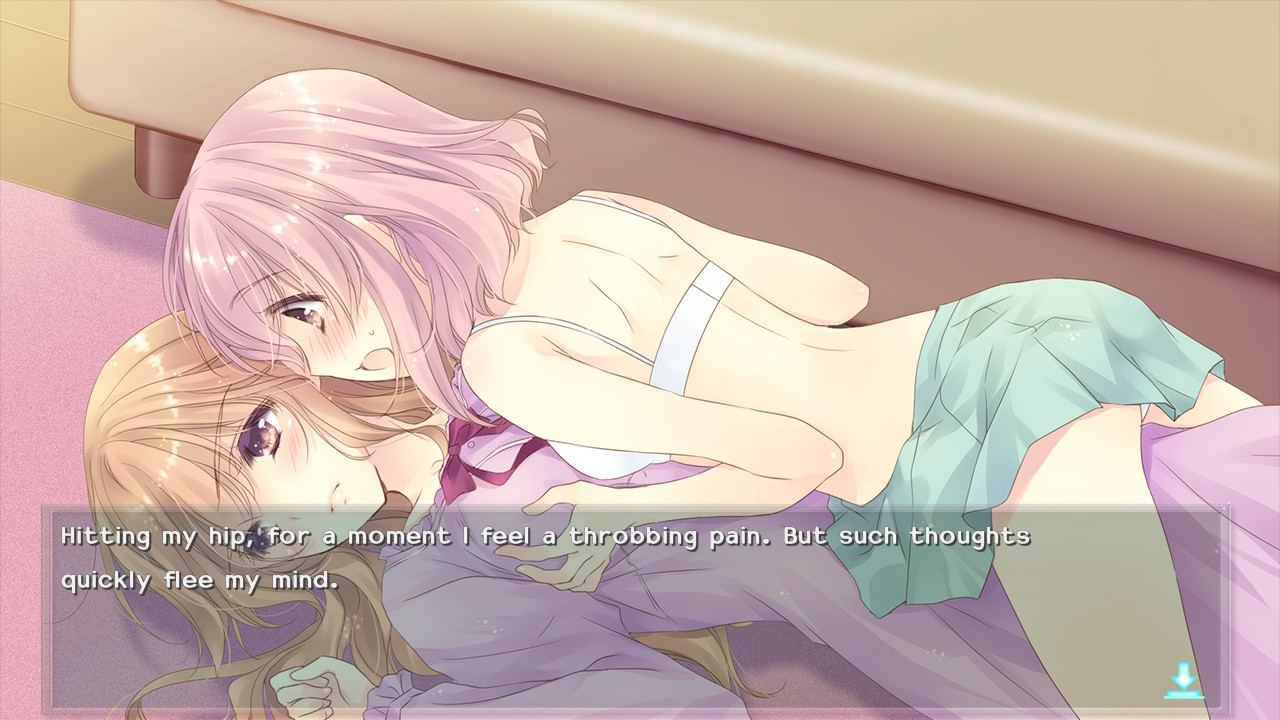 Hitting my hip, for a moment I feel a throbbing pain. But such thoughts
quickly flee my mind.